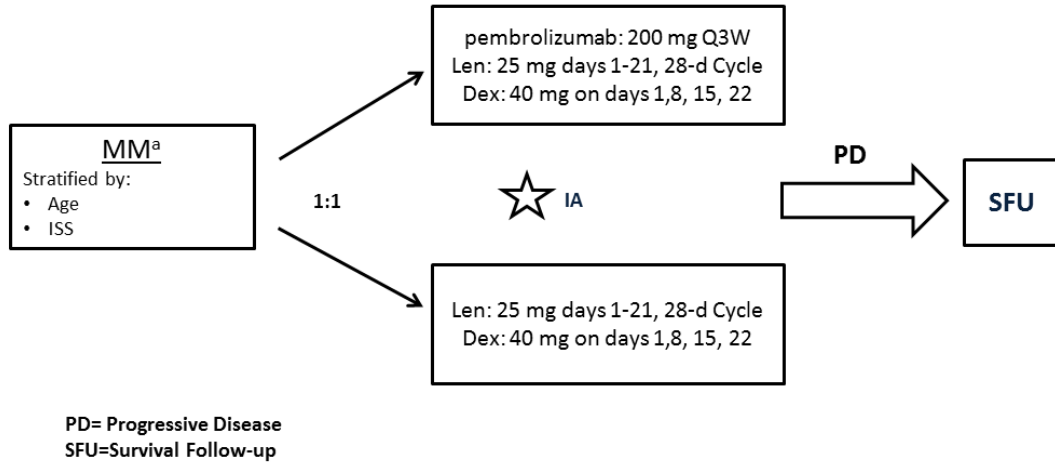 pembrolizumab: 200 mg Q3W
Len: 25 mg days 1-21, 28-d Cycle
Dex: 40 mg on days 1,8, 15, 22
MMᵃ
Stratified by:
• Age
• ISS
1:1
IA
PD
SFU
Len: 25 mg days 1-21, 28-d Cycle
Dex: 40 mg on days 1,8, 15, 22
PD= Progressive Disease
SFU=Survival Follow-up